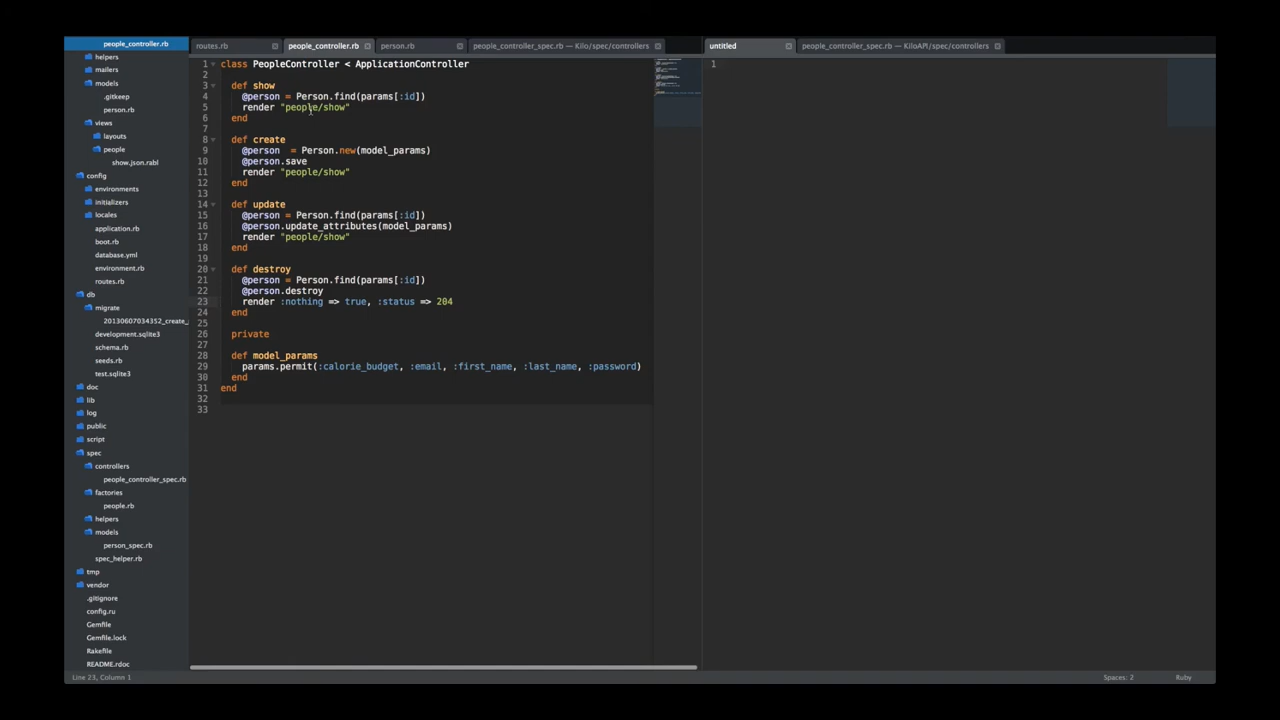 people_controller.rb
helpers
mailers
models
.gitkeep
person.rb
views
layouts
people
show.json.rabl
config
environments
initializers
locales
application.rb
boot.rb
database.yml
environment.rb
routes.rb
db
migrate
20130607034352_create_
development.sqlite3
schema.rb
seeds.rb
test.sqlite3
doc
lib
log
public
script
spec
controllers
people_controller_spec.rb
factories
people.rb
helpers
models
person_spec.rb
spec_helper.rb
tmp
vendor
.gitignore
config.ru
Gemfile
Gemfile.lock
Rakefile
README.rdoc
routes.rb people_controller.rb person.rb people_controller_spec.rb — Kilo/spec/controllers
1 class PeopleController < ApplicationController
2
3 def show
4 @person = Person.find(params[:id])
5 render "people/show"
6 end
7
8 def create
9 @person  = Person.new(model_params)
10 @person.save
11 render "people/show"
12 end
13
14 def update
15 @person = Person.find(params[:id])
16 @person.update_attributes(model_params)
17 render "people/show"
18 end
19
20 def destroy
21 @person = Person.find(params[:id])
22 @person.destroy
23 render :nothing => true, :status => 204
24 end
25
26 private
27
28 def model_params
29 params.permit(:calorie_budget, :email, :first_name, :last_name, :password)
30 end
31 end
32
33
untitled people_controller_spec.rb — KiloAPI/spec/controllers
1
Line 23, Column 1 Spaces: 2 Ruby